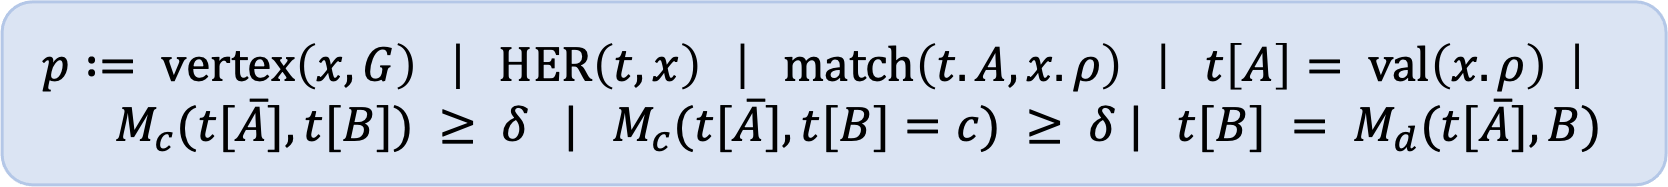 p := vertex(x, G) | HER(t, x) | match(t. A, x. ρ) | t[A] = val(x. ρ) |
M_c(t[Ā], t[B]) ≥ δ | M_c(t[Ā], t[B] = c) ≥ δ | t[B] = M_d(t[Ā], B)